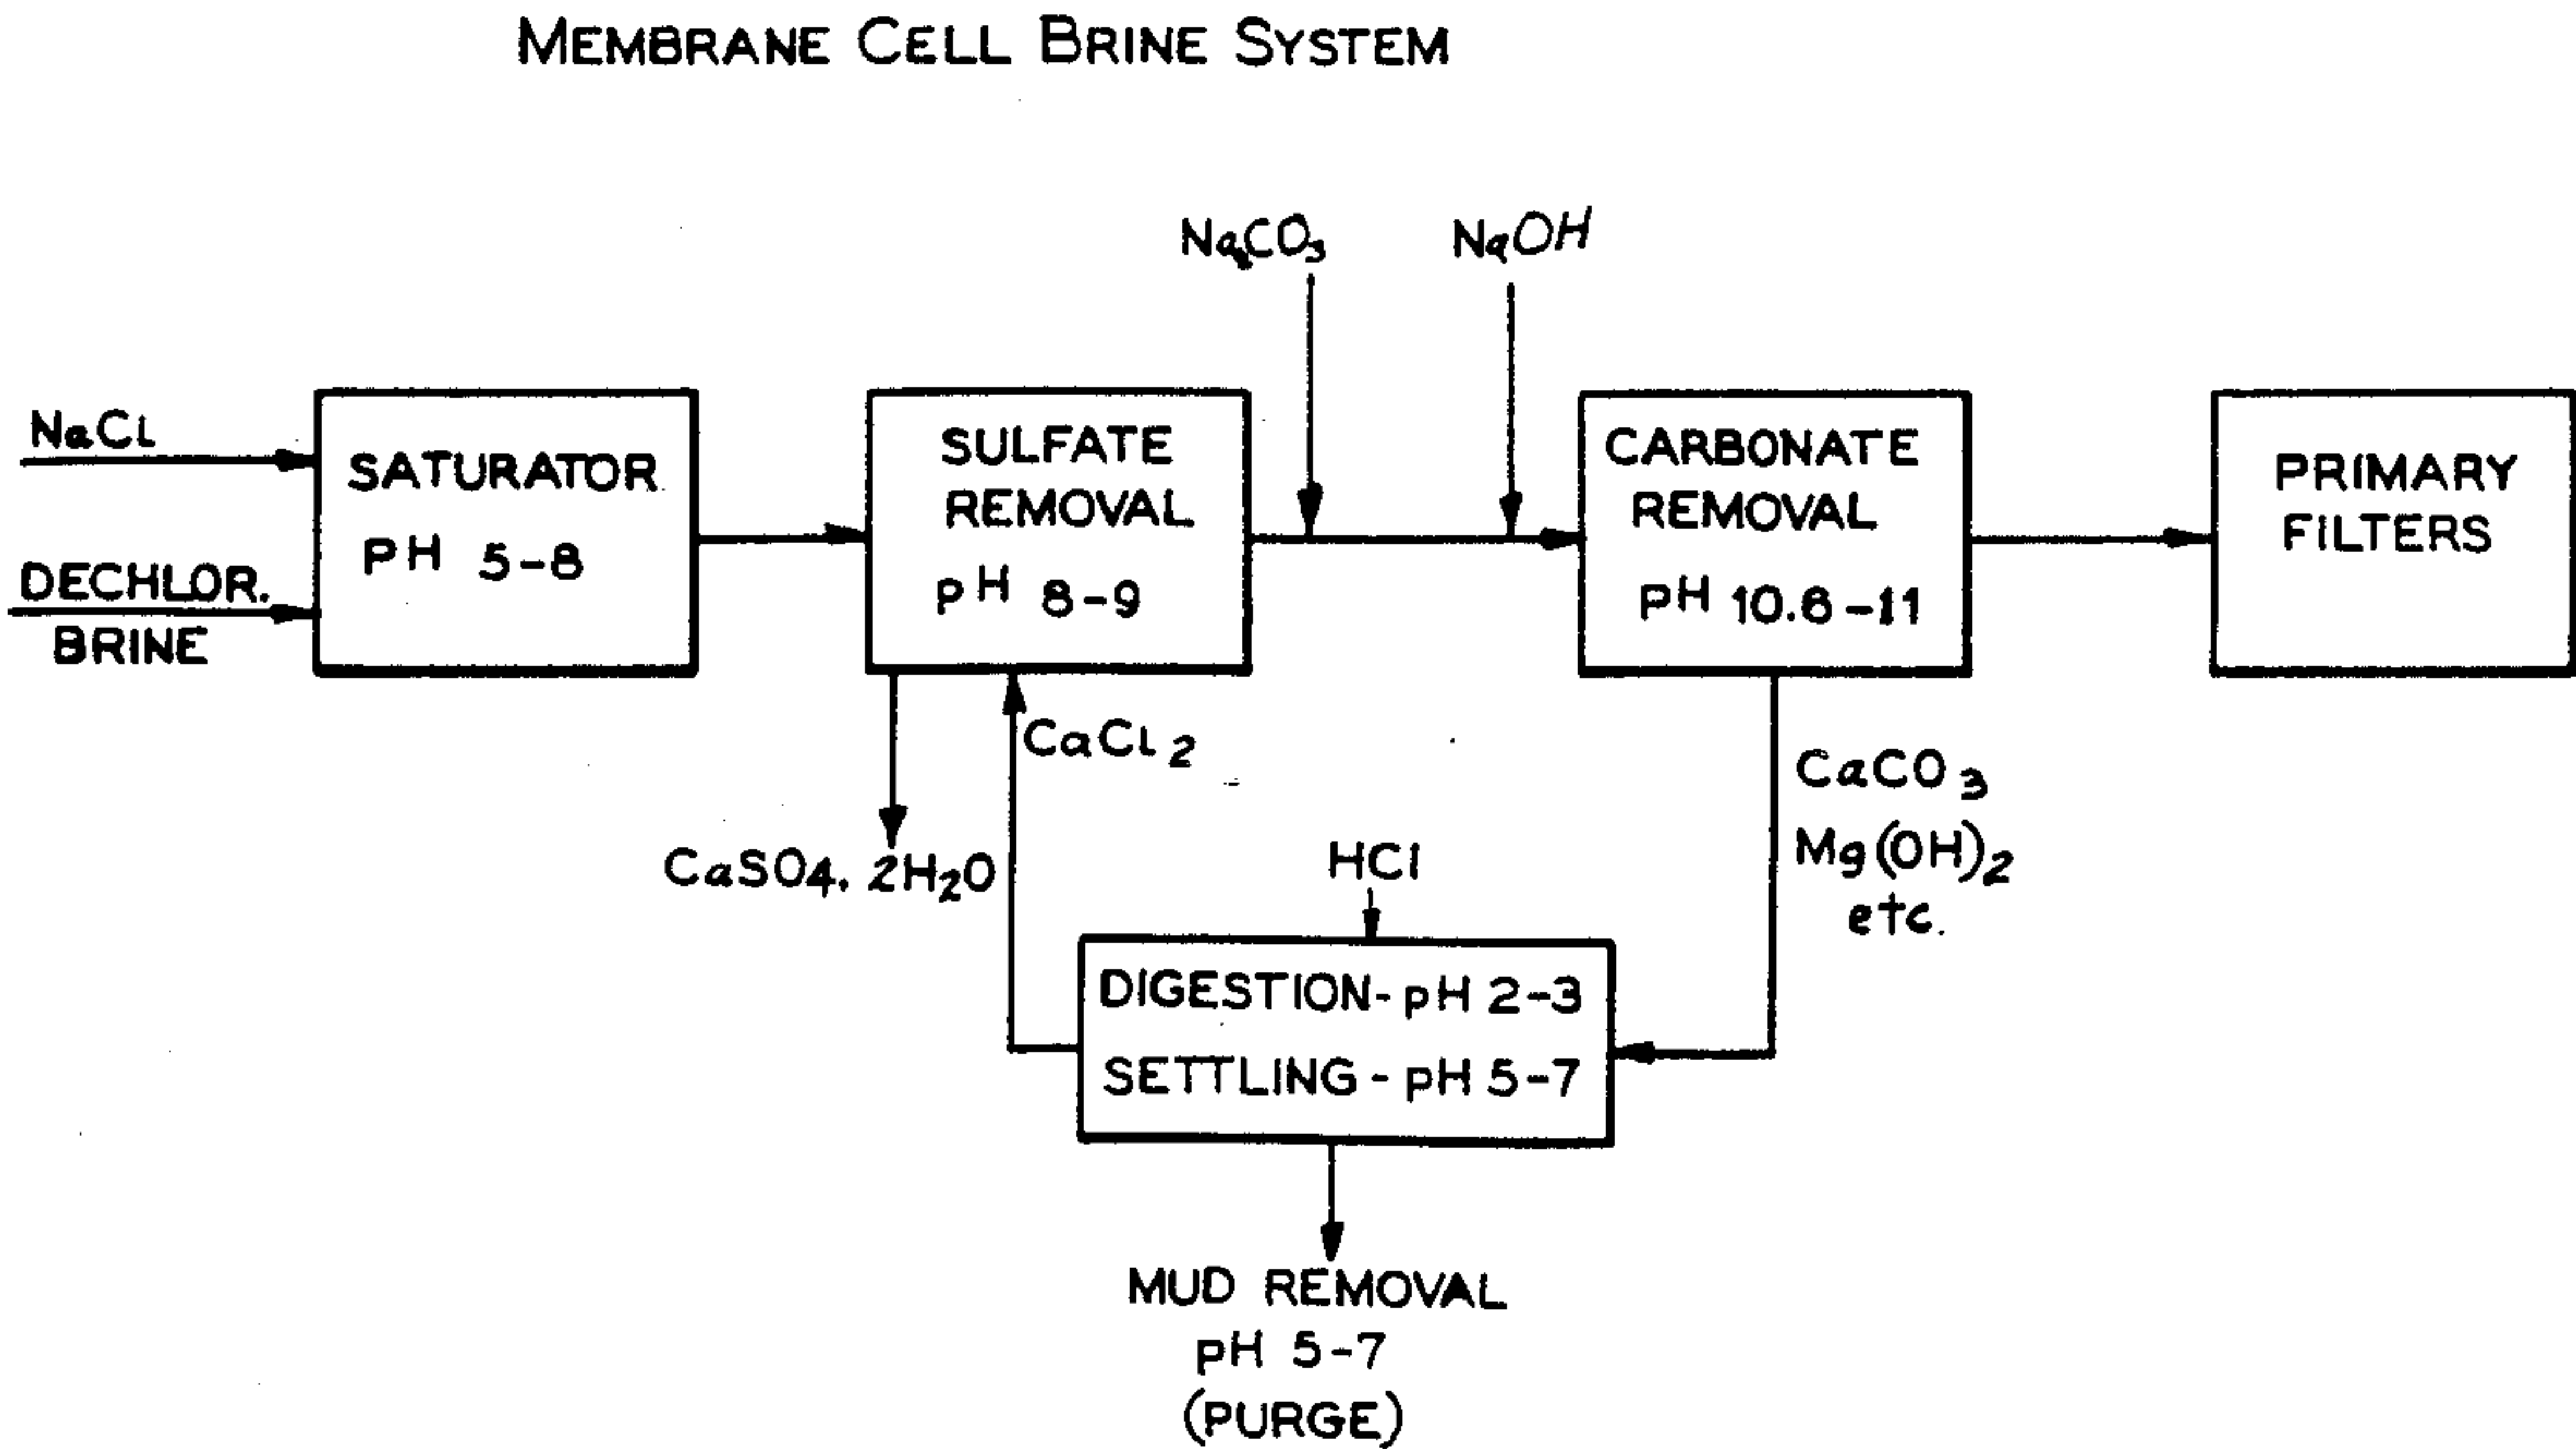 MEMBRANE CELL BRINE SYSTEM
Na2CO3
NaOH
NaCl
DECHLOR.
BRINE
SATURATOR
pH 5-8
SULFATE
REMOVAL
pH 8-9
CARBONATE
REMOVAL
pH 10.6-11
PRIMARY
FILTERS
CaCl2
CaSO4. 2H2O
CaCO3
Mg(OH)2
etc.
HCl
DIGESTION-pH 2-3
SETTLING-pH 5-7
MUD REMOVAL
pH 5-7
(PURGE)